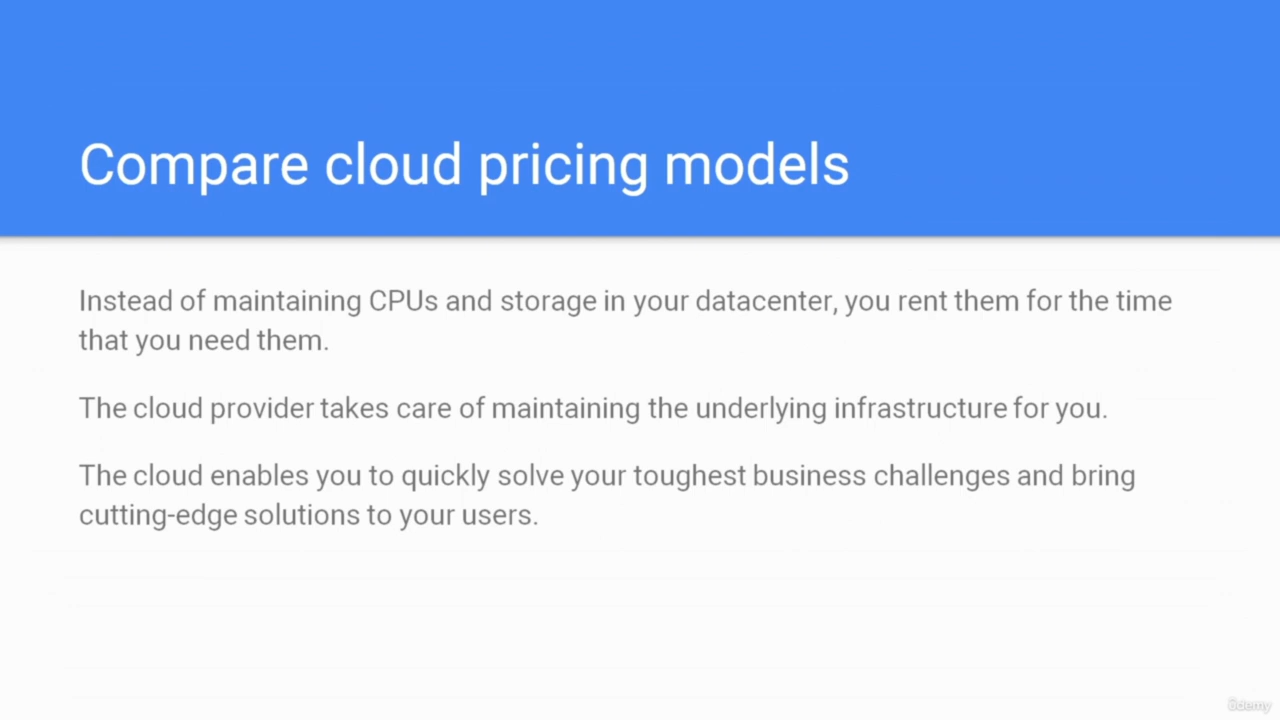 Compare cloud pricing models
Instead of maintaining CPUs and storage in your datacenter, you rent them for the time
that you need them.
The cloud provider takes care of maintaining the underlying infrastructure for you.
The cloud enables you to quickly solve your toughest business challenges and bring
cutting-edge solutions to your users.
ûdemy